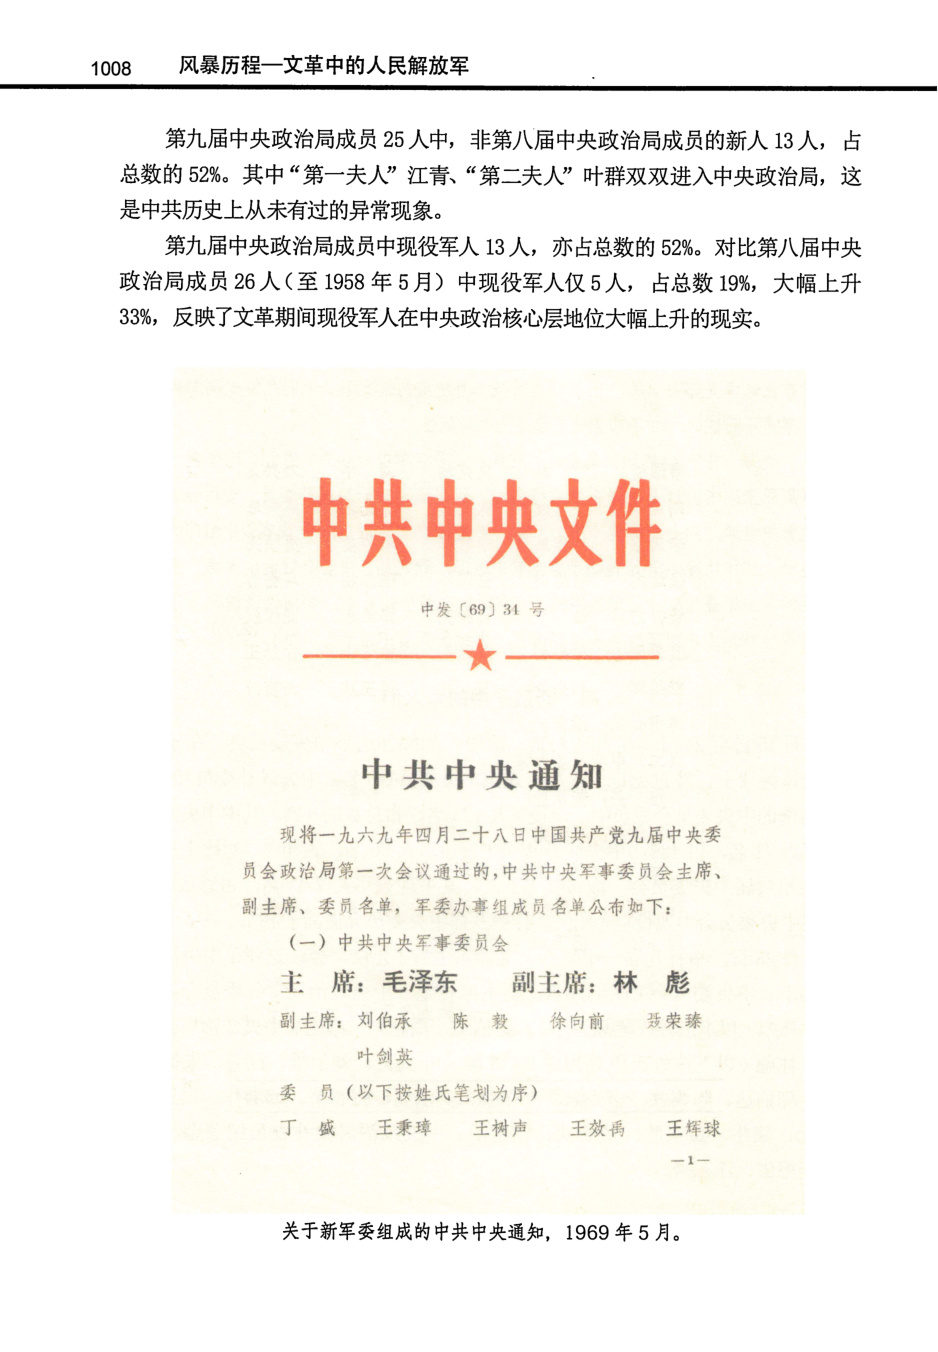 1008 风暴历程—文革中的人民解放军
第九届中央政治局成员 25 人中，非第八届中央政治局成员的新人 13 人，占
总数的 52%。其中“第一夫人”江青、“第二夫人”叶群双双进入中央政治局，这
是中共历史上从未有过的异常现象。
第九届中央政治局成员中现役军人 13 人，亦占总数的 52%。对比第八届中央
政治局成员 26 人（至 1958 年 5 月）中现役军人仅 5 人，占总数 19%，大幅上升
33%，反映了文革期间现役军人在中央政治核心层地位大幅上升的现实。
中共中央文件
中发〔69〕34 号
中共中央通知
现将一九六九年四月二十八日中国共产党九届中央委
员会政治局第一次会议通过的，中共中央军事委员会主席、
副主席、委员名单，军委办事组成员名单公布如下：
（一）中共中央军事委员会
主 席：毛泽东 副主席：林 彪
副主席：刘伯承 陈 毅 徐向前 聂荣臻
叶剑英
委 员（以下按姓氏笔划为序）
丁 盛 王秉璋 王树声 王效禹 王辉球
—1—
关于新军委组成的中共中央通知，1969 年 5 月。